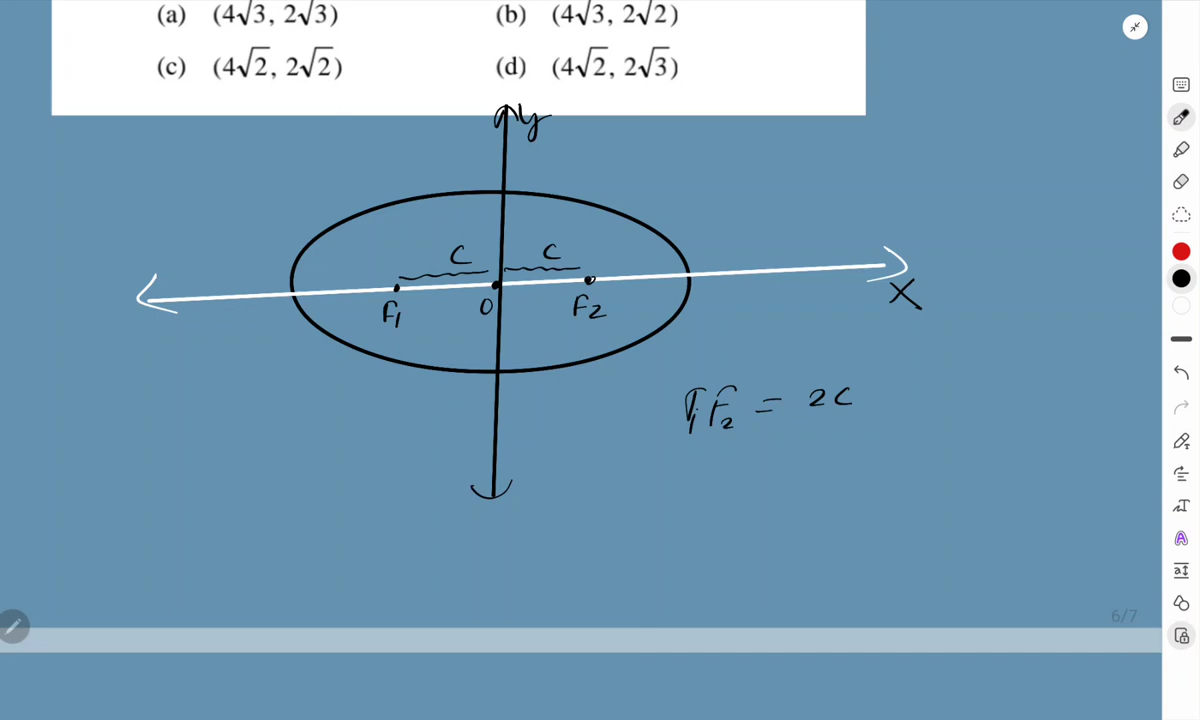 (a) (4√3, 2√3) (b) (4√3, 2√2)
(c) (4√2, 2√2) (d) (4√2, 2√3)
y
C C
F₁ O F₂
X
F₁F₂ = 2C
6/7